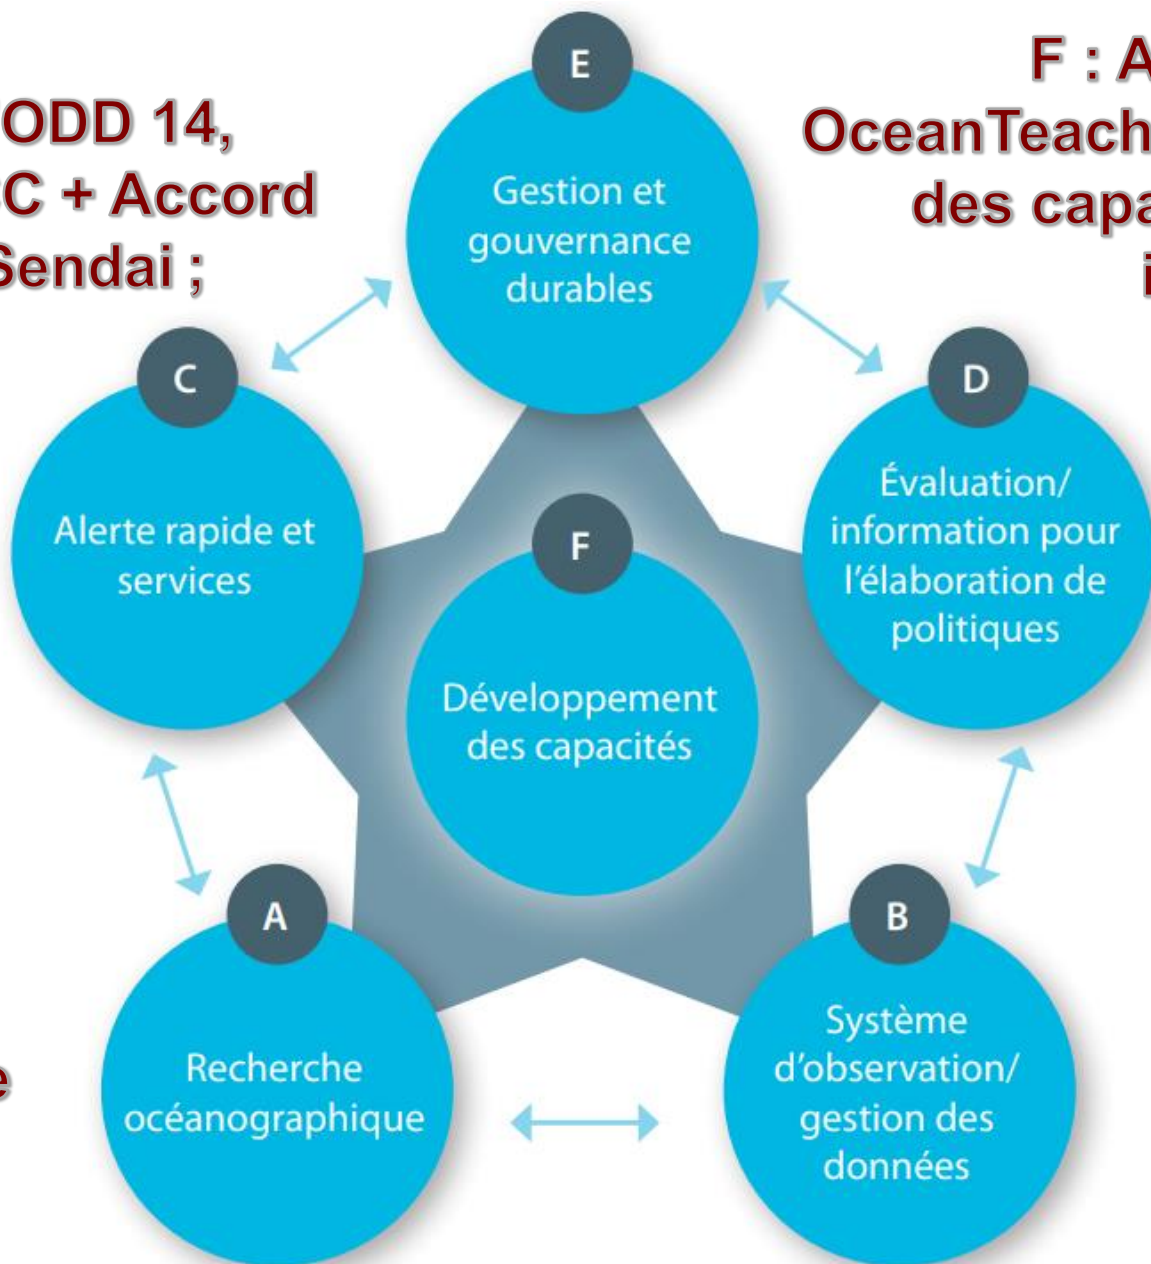 E
Gestion et
gouvernance
durables
ODD 14,
C + Accord
Sendai ;
F : A
OceanTeach
des capa
C
Alerte rapide et
services
D
Évaluation/
information pour
l'élaboration de
politiques
F
Développement
des capacités
A
Recherche
océanographique
B
Système
d'observation/
gestion des
données
e